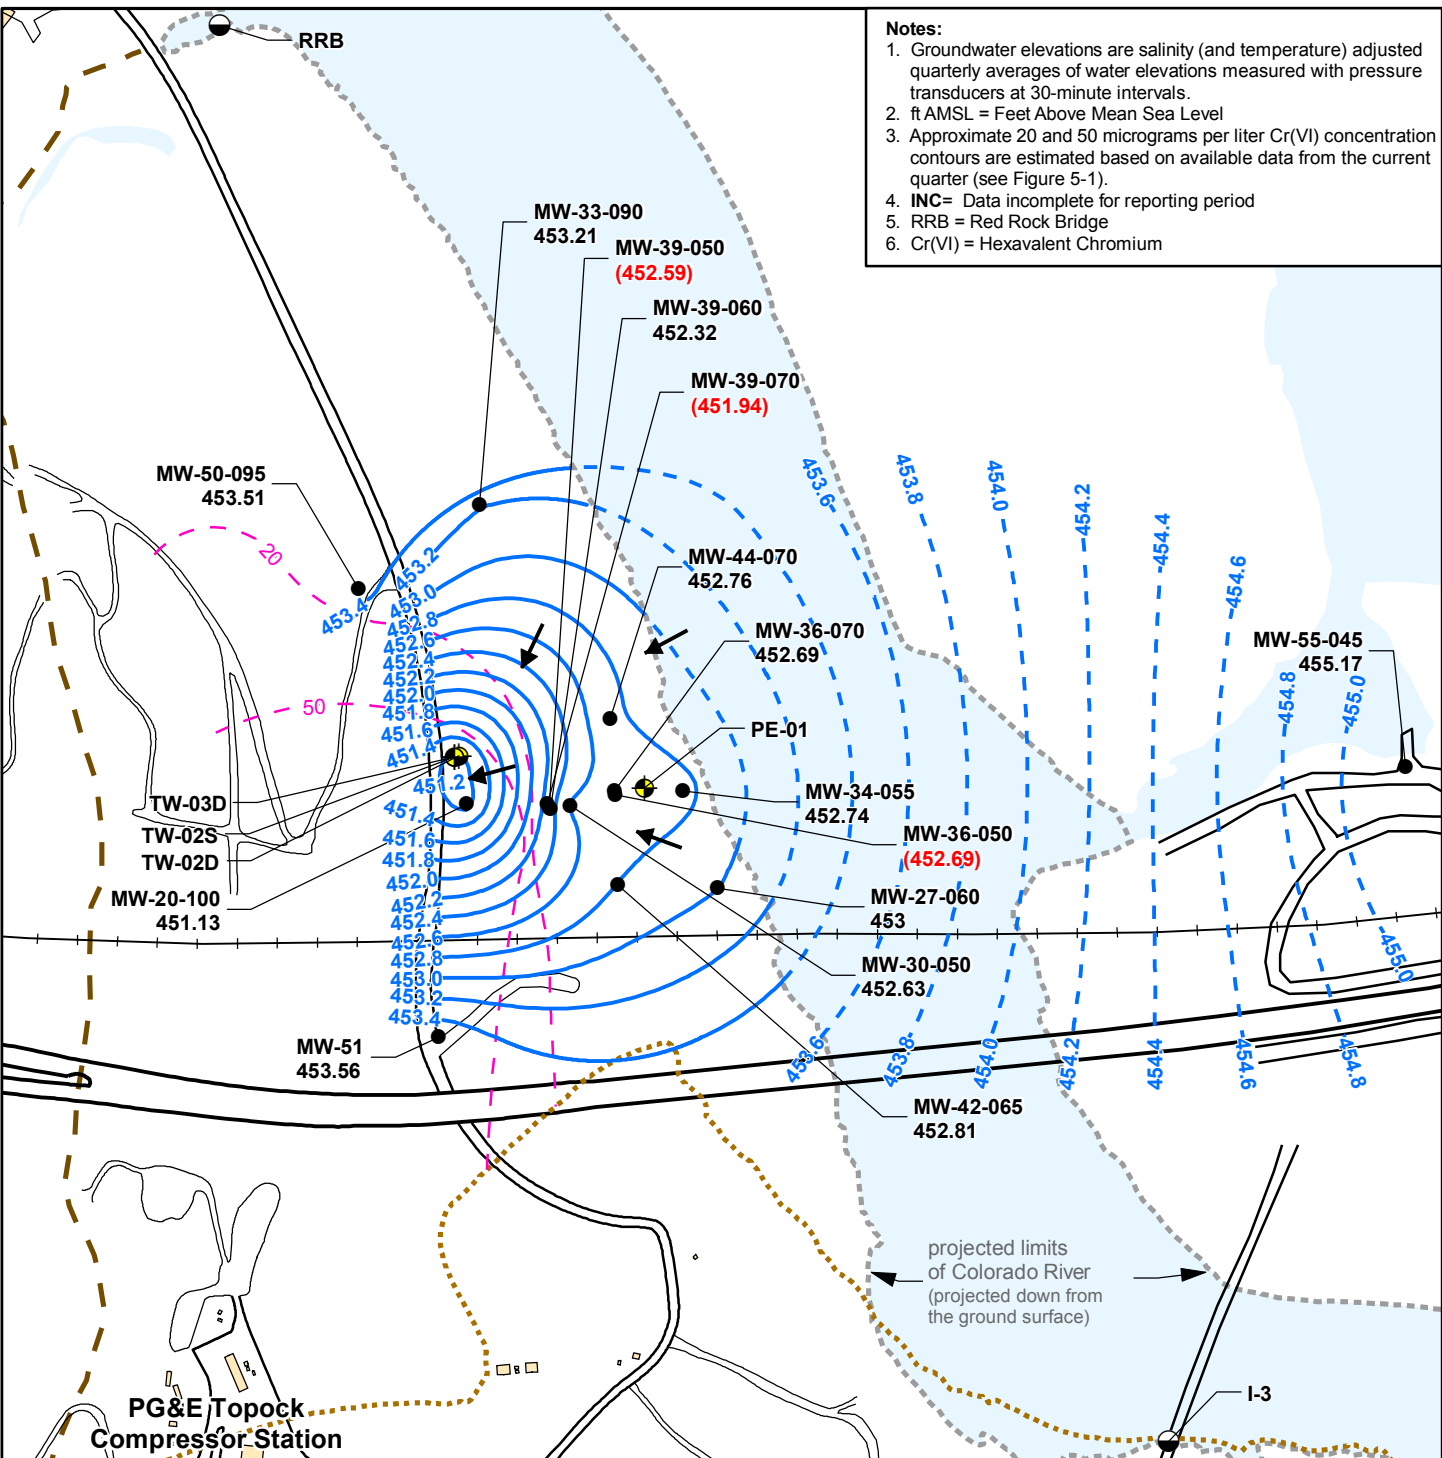 RRB
Notes:
1. Groundwater elevations are salinity (and temperature) adjusted
quarterly averages of water elevations measured with pressure
transducers at 30-minute intervals.
2. ft AMSL = Feet Above Mean Sea Level
3. Approximate 20 and 50 micrograms per liter Cr(VI) concentration
contours are estimated based on available data from the current
quarter (see Figure 5-1).
4. INC= Data incomplete for reporting period
5. RRB = Red Rock Bridge
6. Cr(VI) = Hexavalent Chromium
MW-33-090
453.21
MW-39-050
(452.59)
MW-39-060
452.32
MW-39-070
(451.94)
MW-50-095
453.51
453.6
453.8
454.0
454.2
454.4
454.6
454.8
455.0
20
50
MW-44-070
452.76
MW-36-070
452.69
MW-55-045
455.17
PE-01
453.4
453.2
453.0
452.8
452.6
452.4
452.2
452.0
451.8
451.6
451.4
451.2
451.4
451.6
451.8
452.0
452.2
452.4
452.6
452.8
453.0
453.2
453.4
TW-03D
TW-02S
TW-02D
MW-20-100
451.13
MW-34-055
452.74
MW-36-050
(452.69)
MW-27-060
453
MW-30-050
452.63
MW-51
453.56
453.6
453.8
454.0
454.2
454.4
454.6
454.8
455.0
MW-42-065
452.81
projected limits
of Colorado River
(projected down from
the ground surface)
I-3
PG&E Topock
Compressor Station